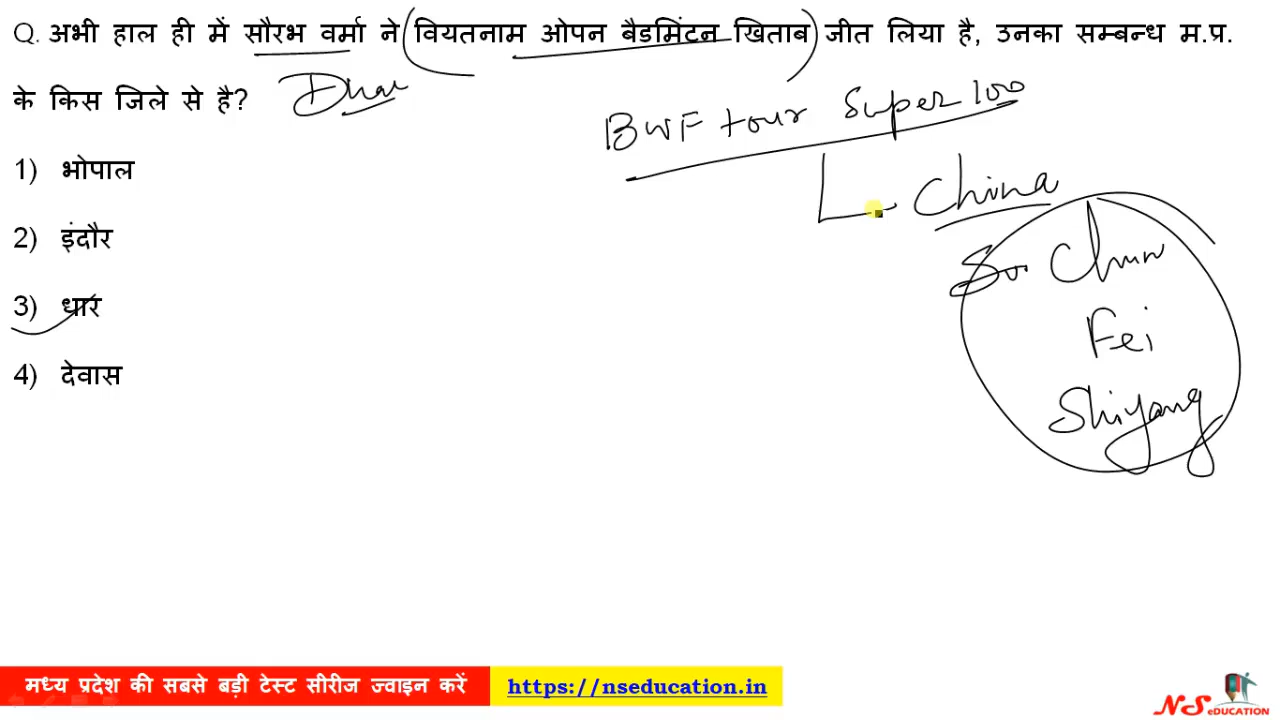 Q. अभी हाल ही में सौरभ वर्मा ने (वियतनाम ओपन बैडमिंटन खिताब) जीत लिया है, उनका सम्बन्ध म.प्र.
के किस जिले से है? Dhar
BWF tour Super 100
1) भोपाल
China
2) इंदौर
Chun
3) धार
Fei
4) देवास
Shiyang
मध्य प्रदेश की सबसे बड़ी टेस्ट सीरीज ज्वाइन करें https://nseducation.in
NS eDUCATION